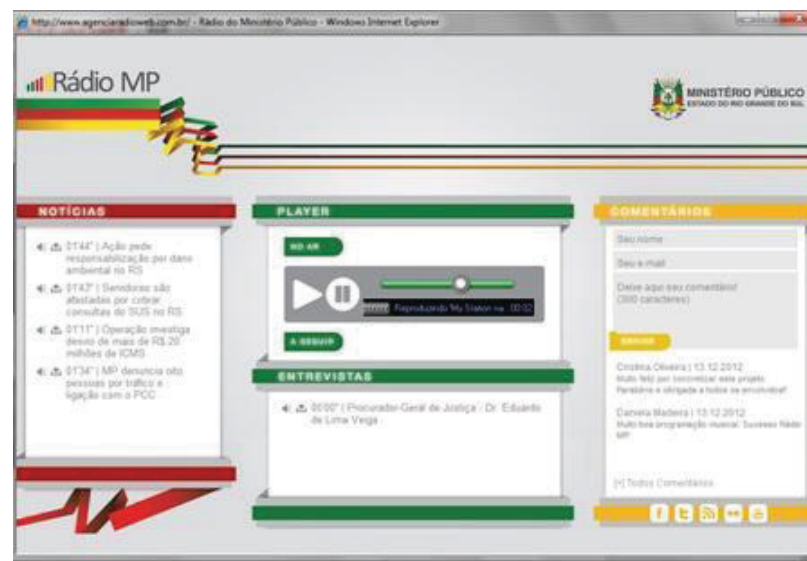 http://www.agenciaradioweb.com.br/ - Rádio do Ministério Público - Windows Internet Explorer
Rádio MP
MINISTÉRIO PÚBLICO
ESTADO DO RIO GRANDE DO SUL
NOTÍCIAS
01'44" | Ação pede
responsabilização por dano
ambiental no RS
01'43" | Servidoras são
afastadas por cobrar
consultas do SUS no RS
01'11" | Operação investiga
desvio de mais de R$ 20
milhões de ICMS
01'34" | MP denuncia oito
pessoas por tráfico e
ligação com o PCC
PLAYER
NO AR
Reproduzindo 'My Station na 00:02
A SEGUIR
ENTREVISTAS
00'00" | Procurador-Geral de Justiça - Dr. Eduardo
de Lima Veiga
COMENTÁRIOS
Seu nome
Seu e-mail
Deixe aqui seu comentário!
(300 caracteres)
ENVIAR
Cristina Oliveira | 13.12.2012
Muito feliz por concretizar este projeto.
Parabéns e obrigada a todos os envolvidos!
Daniela Madeira | 13.12.2012
Muito boa programação musical. Sucesso Rádio
MP
[+] Todos Comentários